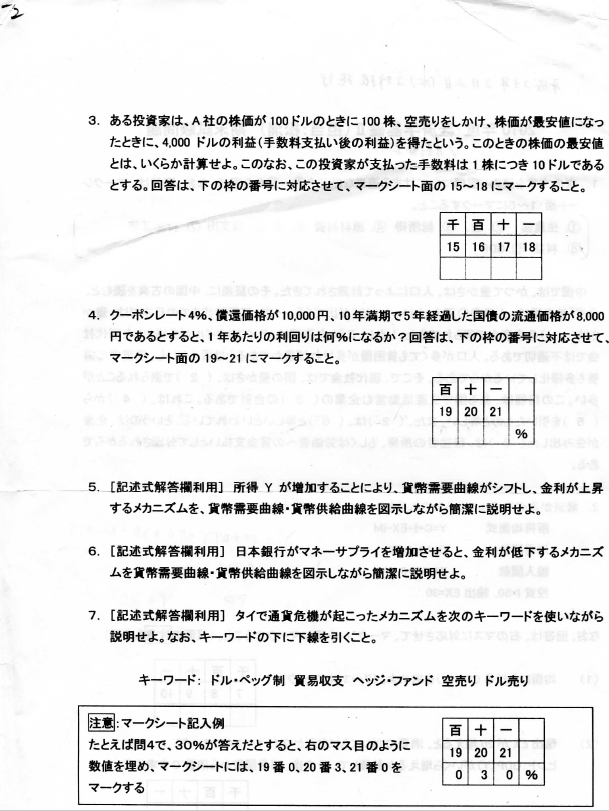 3. ある投資家は、A社の株価が100ドルのときに100株、空売りをしかけ、株価が最安値になっ
たときに、4,000 ドルの利益(手数料支払い後の利益)を得たという。このときの株価の最安値
とは、いくらか計算せよ。このなお、この投資家が支払った手数料は1株につき10ドルである
とする。回答は、下の枠の番号に対応させて、マークシート面の 15~18 にマークすること。
千 百 十 一
15 16 17 18
4. クーポンレート4%、償還価格が10,000円、10年満期で5年経過した国債の流通価格が8,000
円であるとすると、1年あたりの利回りは何%になるか?回答は、下の枠の番号に対応させて、
マークシート面の 19~21 にマークすること。
百 十 一
19 20 21
%
5. [記述式解答欄利用] 所得 Y が増加することにより、貨幣需要曲線がシフトし、金利が上昇
するメカニズムを、貨幣需要曲線・貨幣供給曲線を図示しながら簡潔に説明せよ。
6. [記述式解答欄利用] 日本銀行がマネーサプライを増加させると、金利が低下するメカニズ
ムを貨幣需要曲線・貨幣供給曲線を図示しながら簡潔に説明せよ。
7. [記述式解答欄利用] タイで通貨危機が起こったメカニズムを次のキーワードを使いながら
説明せよ。なお、キーワードの下に下線を引くこと。
キーワード: ドル・ペッグ制 貿易収支 ヘッジ・ファンド 空売り ドル売り
注意:マークシート記入例
たとえば問4で、30%が答えだとすると、右のマス目のように
数値を埋め、マークシートには、19 番 0、20 番 3、21 番 0 を
マークする
百 十 一
19 20 21
0 3 0 %